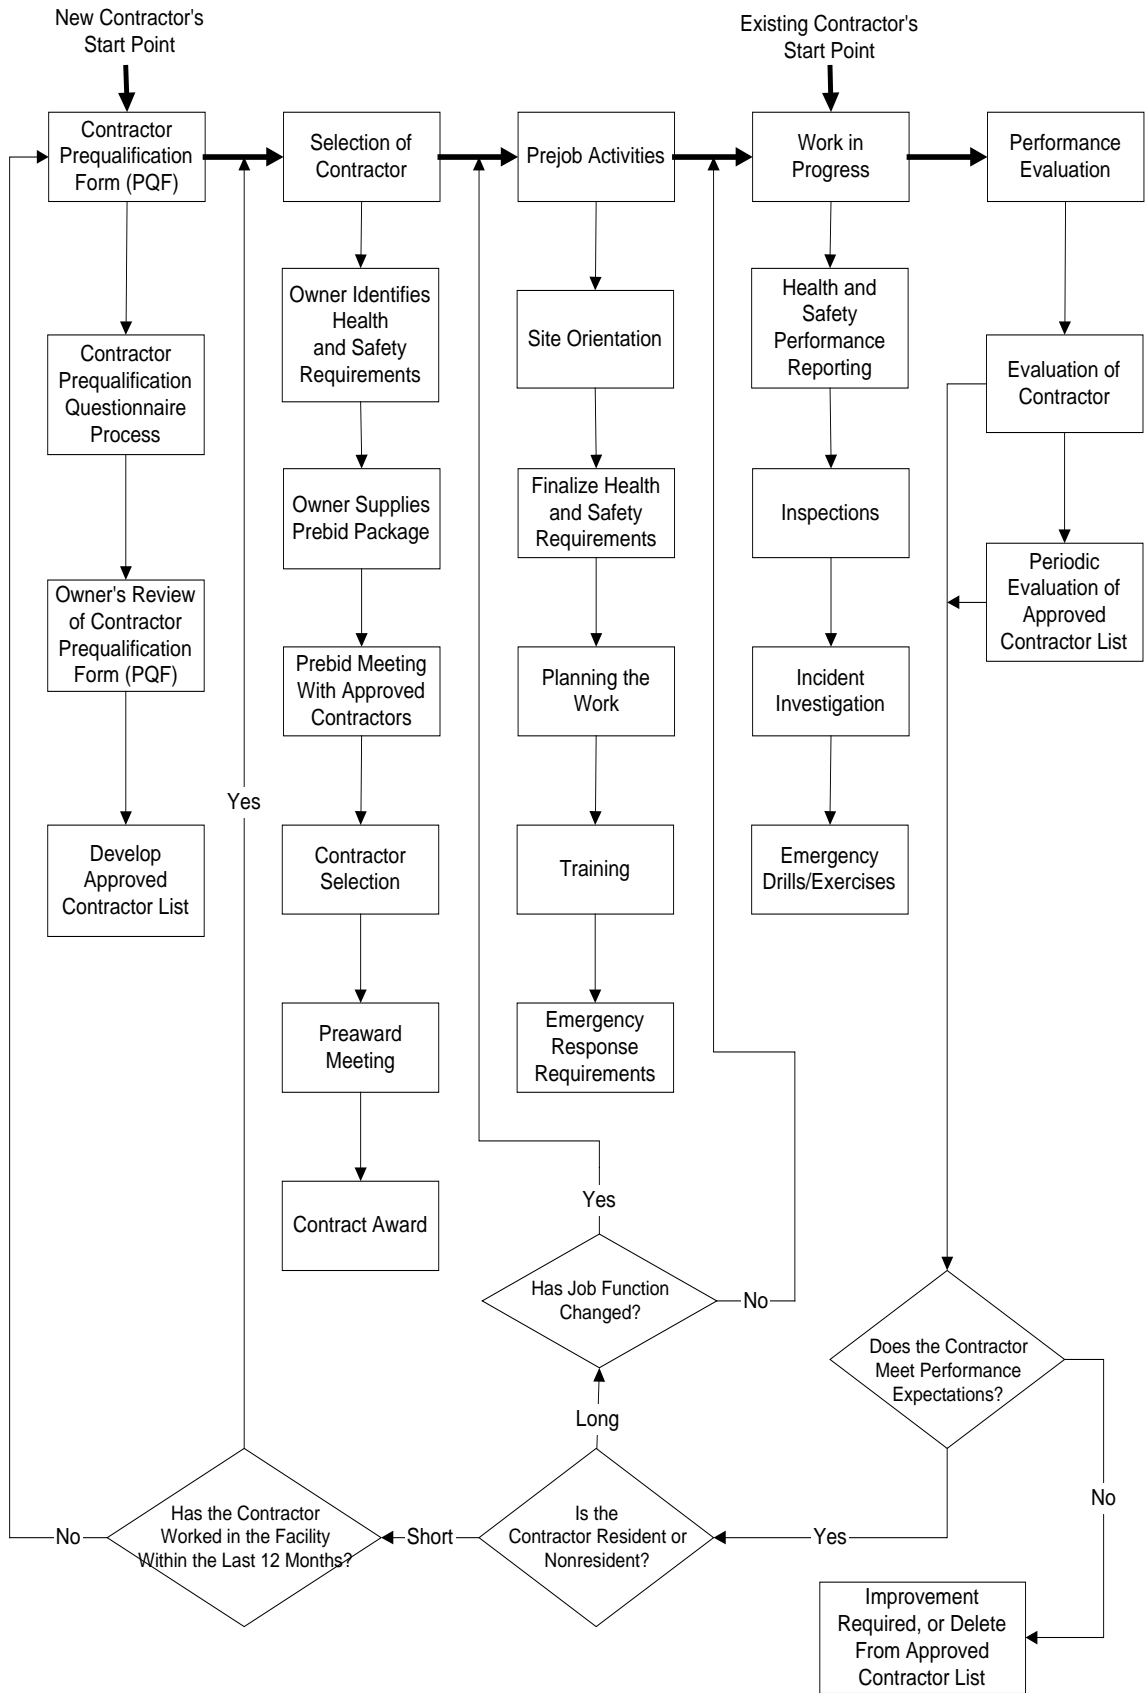 New Contractor's
Start Point
Existing Contractor's
Start Point
Contractor
Prequalification
Form (PQF)
Selection of
Contractor
Prejob Activities
Work in
Progress
Performance
Evaluation
Owner Identifies
Health
and Safety
Requirements
Site Orientation
Health and
Safety
Performance
Reporting
Contractor
Prequalification
Questionnaire
Process
Evaluation of
Contractor
Owner Supplies
Prebid Package
Finalize Health
and Safety
Requirements
Inspections
Periodic
Evaluation of
Approved
Contractor List
Owner's Review
of Contractor
Prequalification
Form (PQF)
Prebid Meeting
With Approved
Contractors
Planning the
Work
Incident
Investigation
Yes
Develop
Approved
Contractor List
Contractor
Selection
Training
Emergency
Drills/Exercises
Preaward
Meeting
Emergency
Response
Requirements
Contract Award
Yes
Has Job Function
Changed?
No
Does the Contractor
Meet Performance
Expectations?
Long
No
No
Has the Contractor
Worked in the Facility
Within the Last 12 Months?
Short
Is the
Contractor Resident or
Nonresident?
Yes
Improvement
Required, or Delete
From Approved
Contractor List